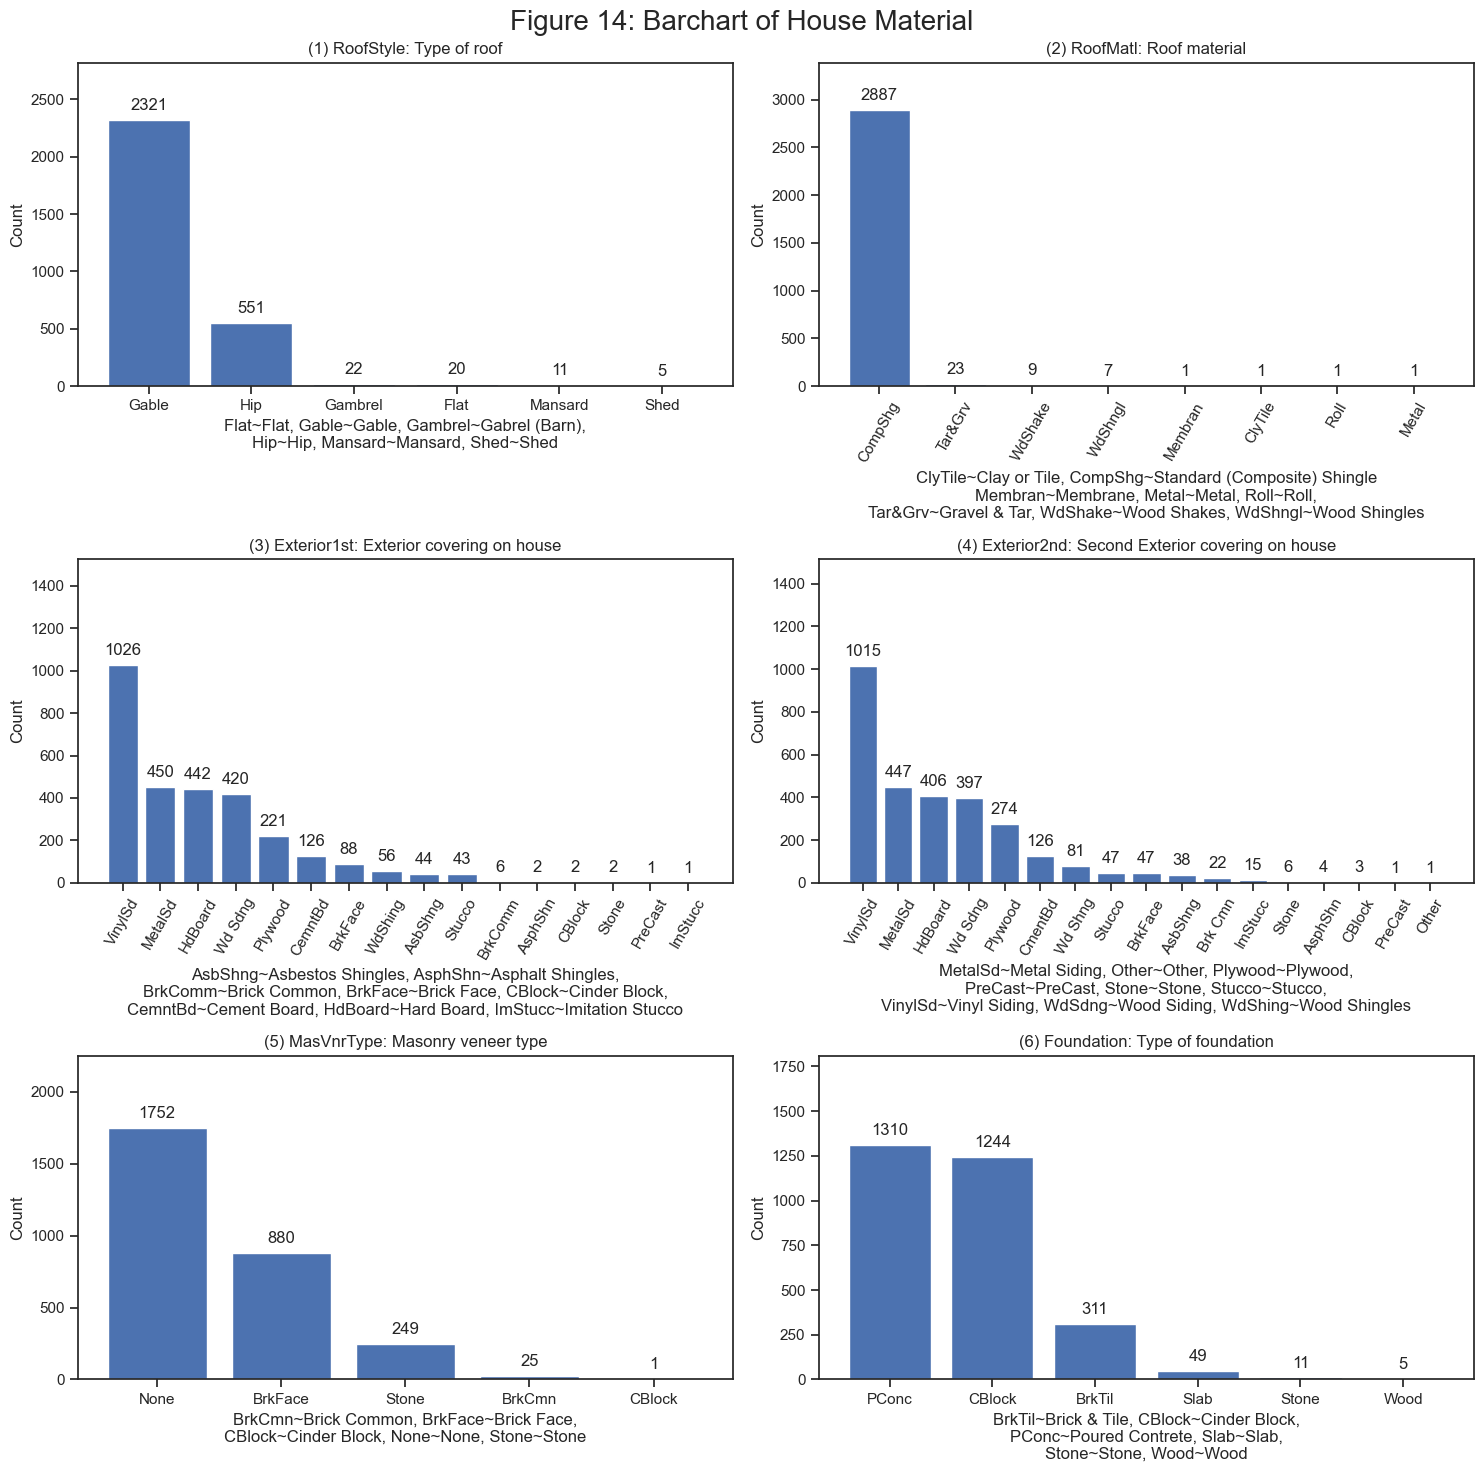 Figure 14: Barchart of House Material
(1) RoofStyle: Type of roof
Count
2500
2000
1500
1000
500
0
2321
551
22
20
11
5
Gable
Hip
Gambrel
Flat
Mansard
Shed
Flat~Flat, Gable~Gable, Gambrel~Gabrel (Barn),
Hip~Hip, Mansard~Mansard, Shed~Shed
(2) RoofMatl: Roof material
Count
3000
2500
2000
1500
1000
500
0
2887
23
9
7
1
1
1
1
CompShg
Tar&Grv
WdShake
WdShngl
Membran
ClyTile
Roll
Metal
ClyTile~Clay or Tile, CompShg~Standard (Composite) Shingle
Membran~Membrane, Metal~Metal, Roll~Roll,
Tar&Grv~Gravel & Tar, WdShake~Wood Shakes, WdShngl~Wood Shingles
(3) Exterior1st: Exterior covering on house
Count
1400
1200
1000
800
600
400
200
0
1026
450
442
420
221
126
88
56
44
43
6
2
2
2
1
1
VinylSd
MetalSd
HdBoard
Wd Sdng
Plywood
CemntBd
BrkFace
WdShing
AsbShng
Stucco
BrkComm
AsphShn
CBlock
Stone
PreCast
ImStucc
AsbShng~Asbestos Shingles, AsphShn~Asphalt Shingles,
BrkComm~Brick Common, BrkFace~Brick Face, CBlock~Cinder Block,
CemntBd~Cement Board, HdBoard~Hard Board, ImStucc~Imitation Stucco
(4) Exterior2nd: Second Exterior covering on house
Count
1400
1200
1000
800
600
400
200
0
1015
447
406
397
274
126
81
47
47
38
22
15
6
4
3
1
1
VinylSd
MetalSd
HdBoard
Wd Sdng
Plywood
CmentBd
Wd Shng
Stucco
BrkFace
AsbShng
Brk Cmn
ImStucc
Stone
AsphShn
CBlock
PreCast
Other
MetalSd~Metal Siding, Other~Other, Plywood~Plywood,
PreCast~PreCast, Stone~Stone, Stucco~Stucco,
VinylSd~Vinyl Siding, WdSdng~Wood Siding, WdShing~Wood Shingles
(5) MasVnrType: Masonry veneer type
Count
2000
1500
1000
500
0
1752
880
249
25
1
None
BrkFace
Stone
BrkCmn
CBlock
BrkCmn~Brick Common, BrkFace~Brick Face,
CBlock~Cinder Block, None~None, Stone~Stone
(6) Foundation: Type of foundation
Count
1750
1500
1250
1000
750
500
250
0
1310
1244
311
49
11
5
PConc
CBlock
BrkTil
Slab
Stone
Wood
BrkTil~Brick & Tile, CBlock~Cinder Block,
PConc~Poured Contrete, Slab~Slab,
Stone~Stone, Wood~Wood